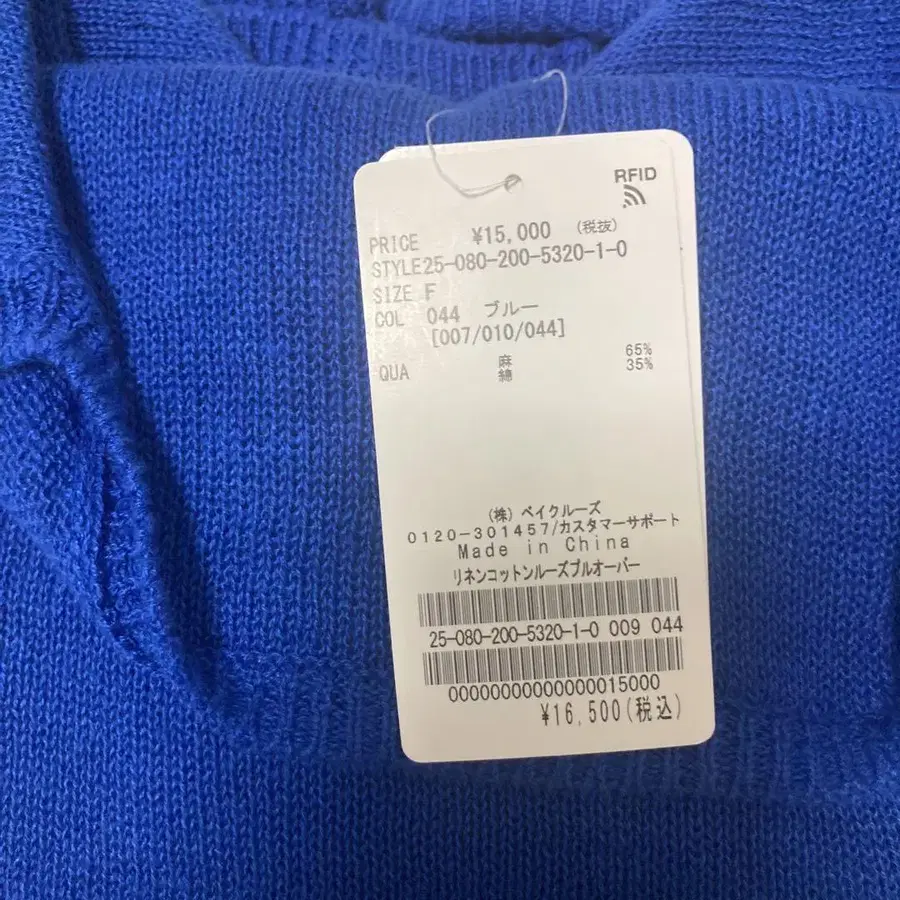 RFID
PRICE ¥15,000 (税抜)
STYLE25-080-200-5320-1-0
SIZE F
COL 044 ブルー
[007/010/044]
QUA 麻 65%
綿 35%
(株) ベイクルーズ
0120-301457/カスタマーサポート
Made in China
リネンコットンルーズプルオーバー
25-080-200-5320-1-0 009 044
00000000000000015000
¥16,500(税込)